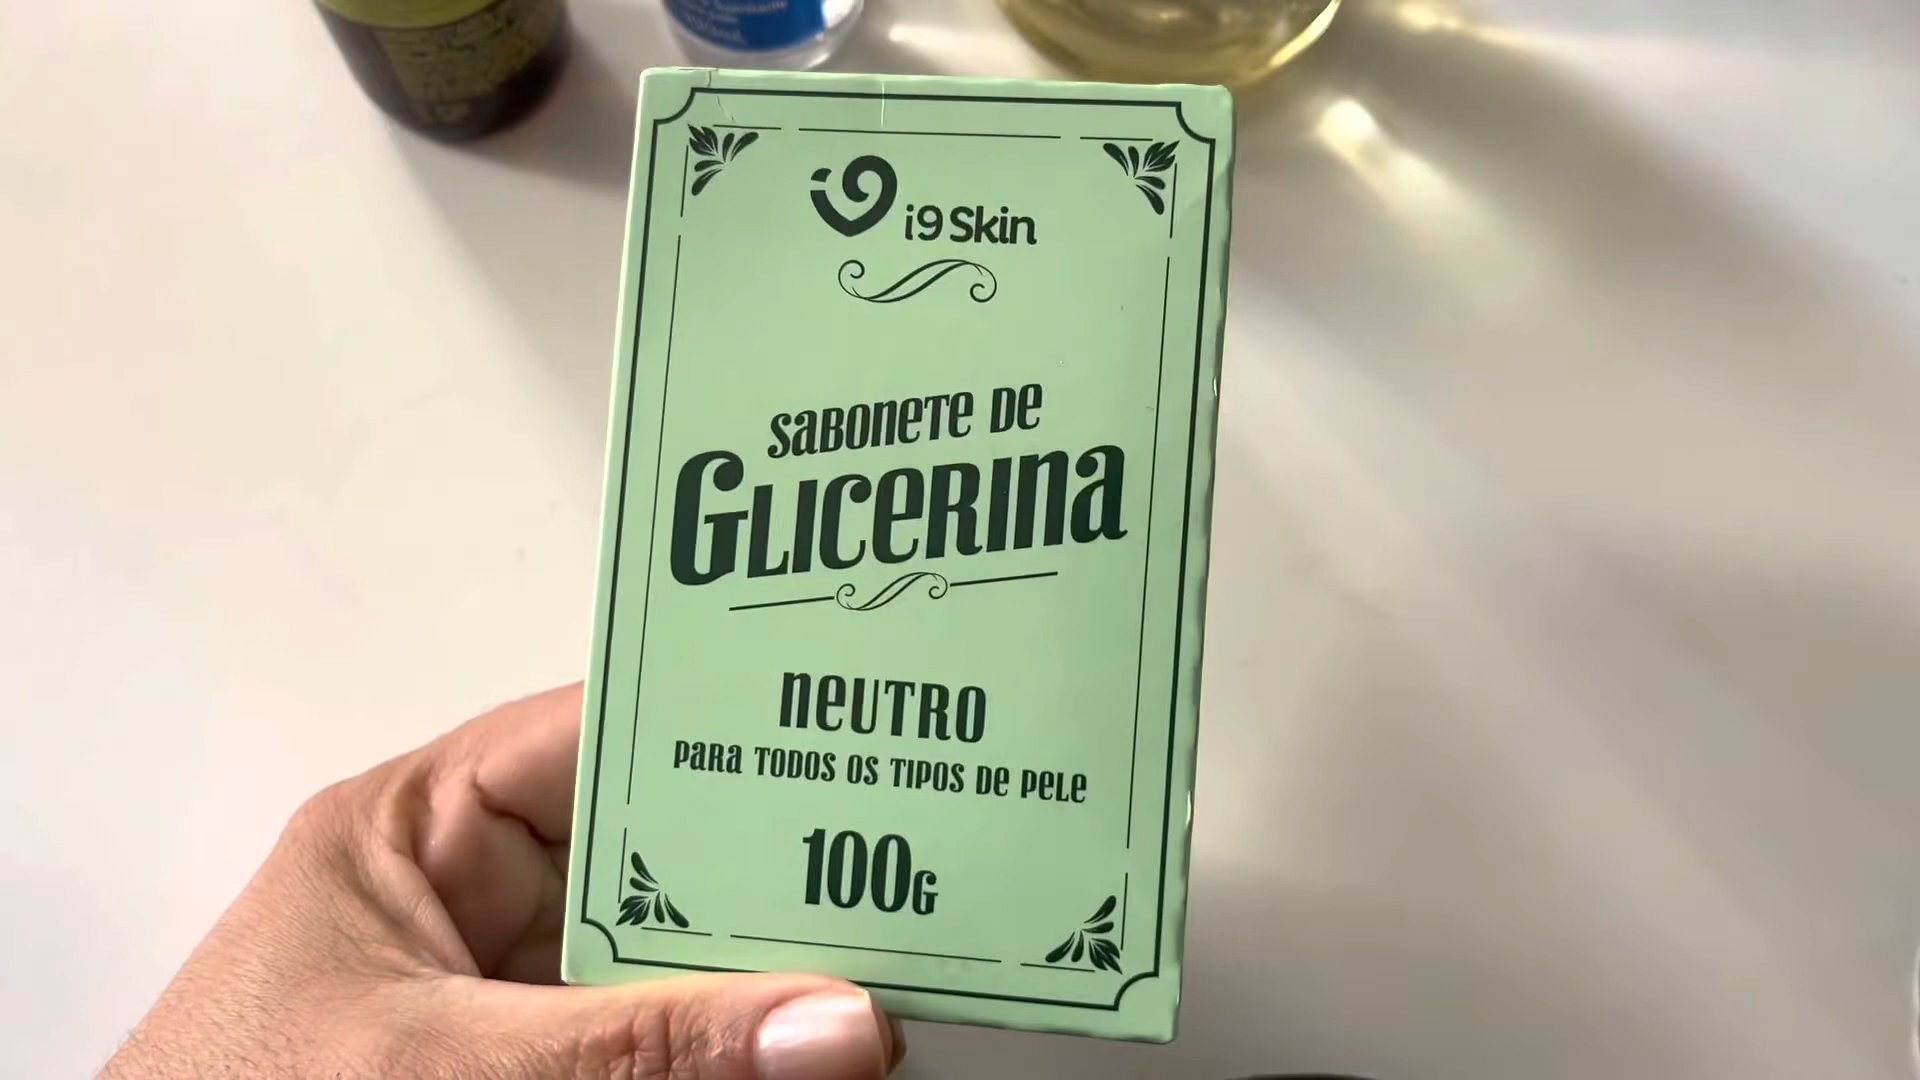 i9 Skin
SABONETE DE
GLICERINA
NEUTRO
PARA TODOS OS TIPOS DE PELE
100G